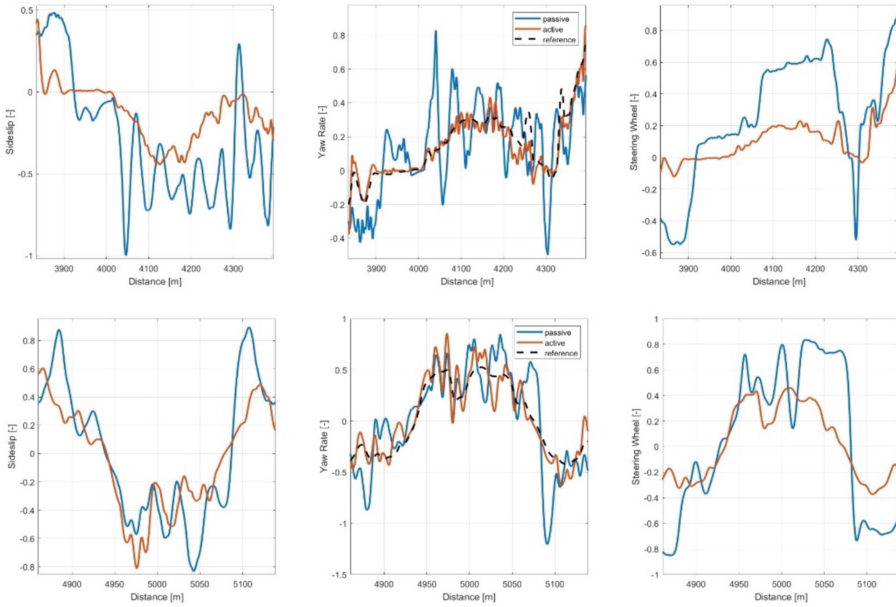 Sideslip [-]
0.5
0
-0.5
-1
3900 4000 4100 4200 4300
Distance [m]
Yaw Rate [-]
0.8
0.6
0.4
0.2
0
-0.2
-0.4
passive
active
reference
3900 4000 4100 4200 4300
Distance [m]
Steering Wheel [-]
0.8
0.6
0.4
0.2
0
-0.2
-0.4
-0.6
3900 4000 4100 4200 4300
Distance [m]
Sideslip [-]
0.8
0.6
0.4
0.2
0
-0.2
-0.4
-0.6
-0.8
4900 4950 5000 5050 5100
Distance [m]
Yaw Rate [-]
1
0.5
0
-0.5
-1
-1.5
passive
active
reference
4900 4950 5000 5050 5100
Distance [m]
Steering Wheel [-]
1
0.8
0.6
0.4
0.2
0
-0.2
-0.4
-0.6
-0.8
-1
4900 4950 5000 5050 5100
Distance [m]